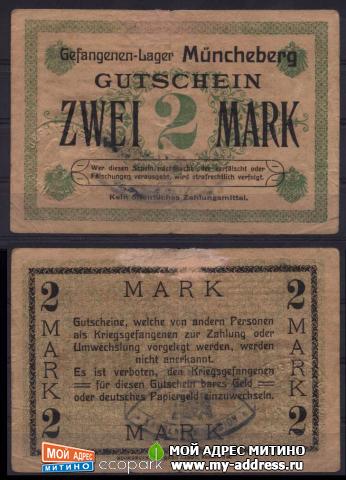 Gefangenen-Lager Müncheberg
GUTSCHEIN
ZWEI 2 MARK
Wer diesen Schein nachmacht oder verfälscht oder
Fälschungen verausgabt, wird strafrechtlich verfolgt.
Kein öffentliches Zahlungsmittel.
2 MARK 2
MARK
MARK
Gutscheine, welche von andern Personen
als Kriegsgefangenen zur Zahlung oder
Umwechslung vorgelegt werden, werden
nicht anerkannt.
Es ist verboten, den Kriegsgefangenen
für diesen Gutschein bares Geld
oder deutsches Papiergeld einzuwechseln.
2 MARK 2
МОЙ АДРЕС
МИТИНО
ecopark
МОЙ АДРЕС МИТИНО
www.my-address.ru